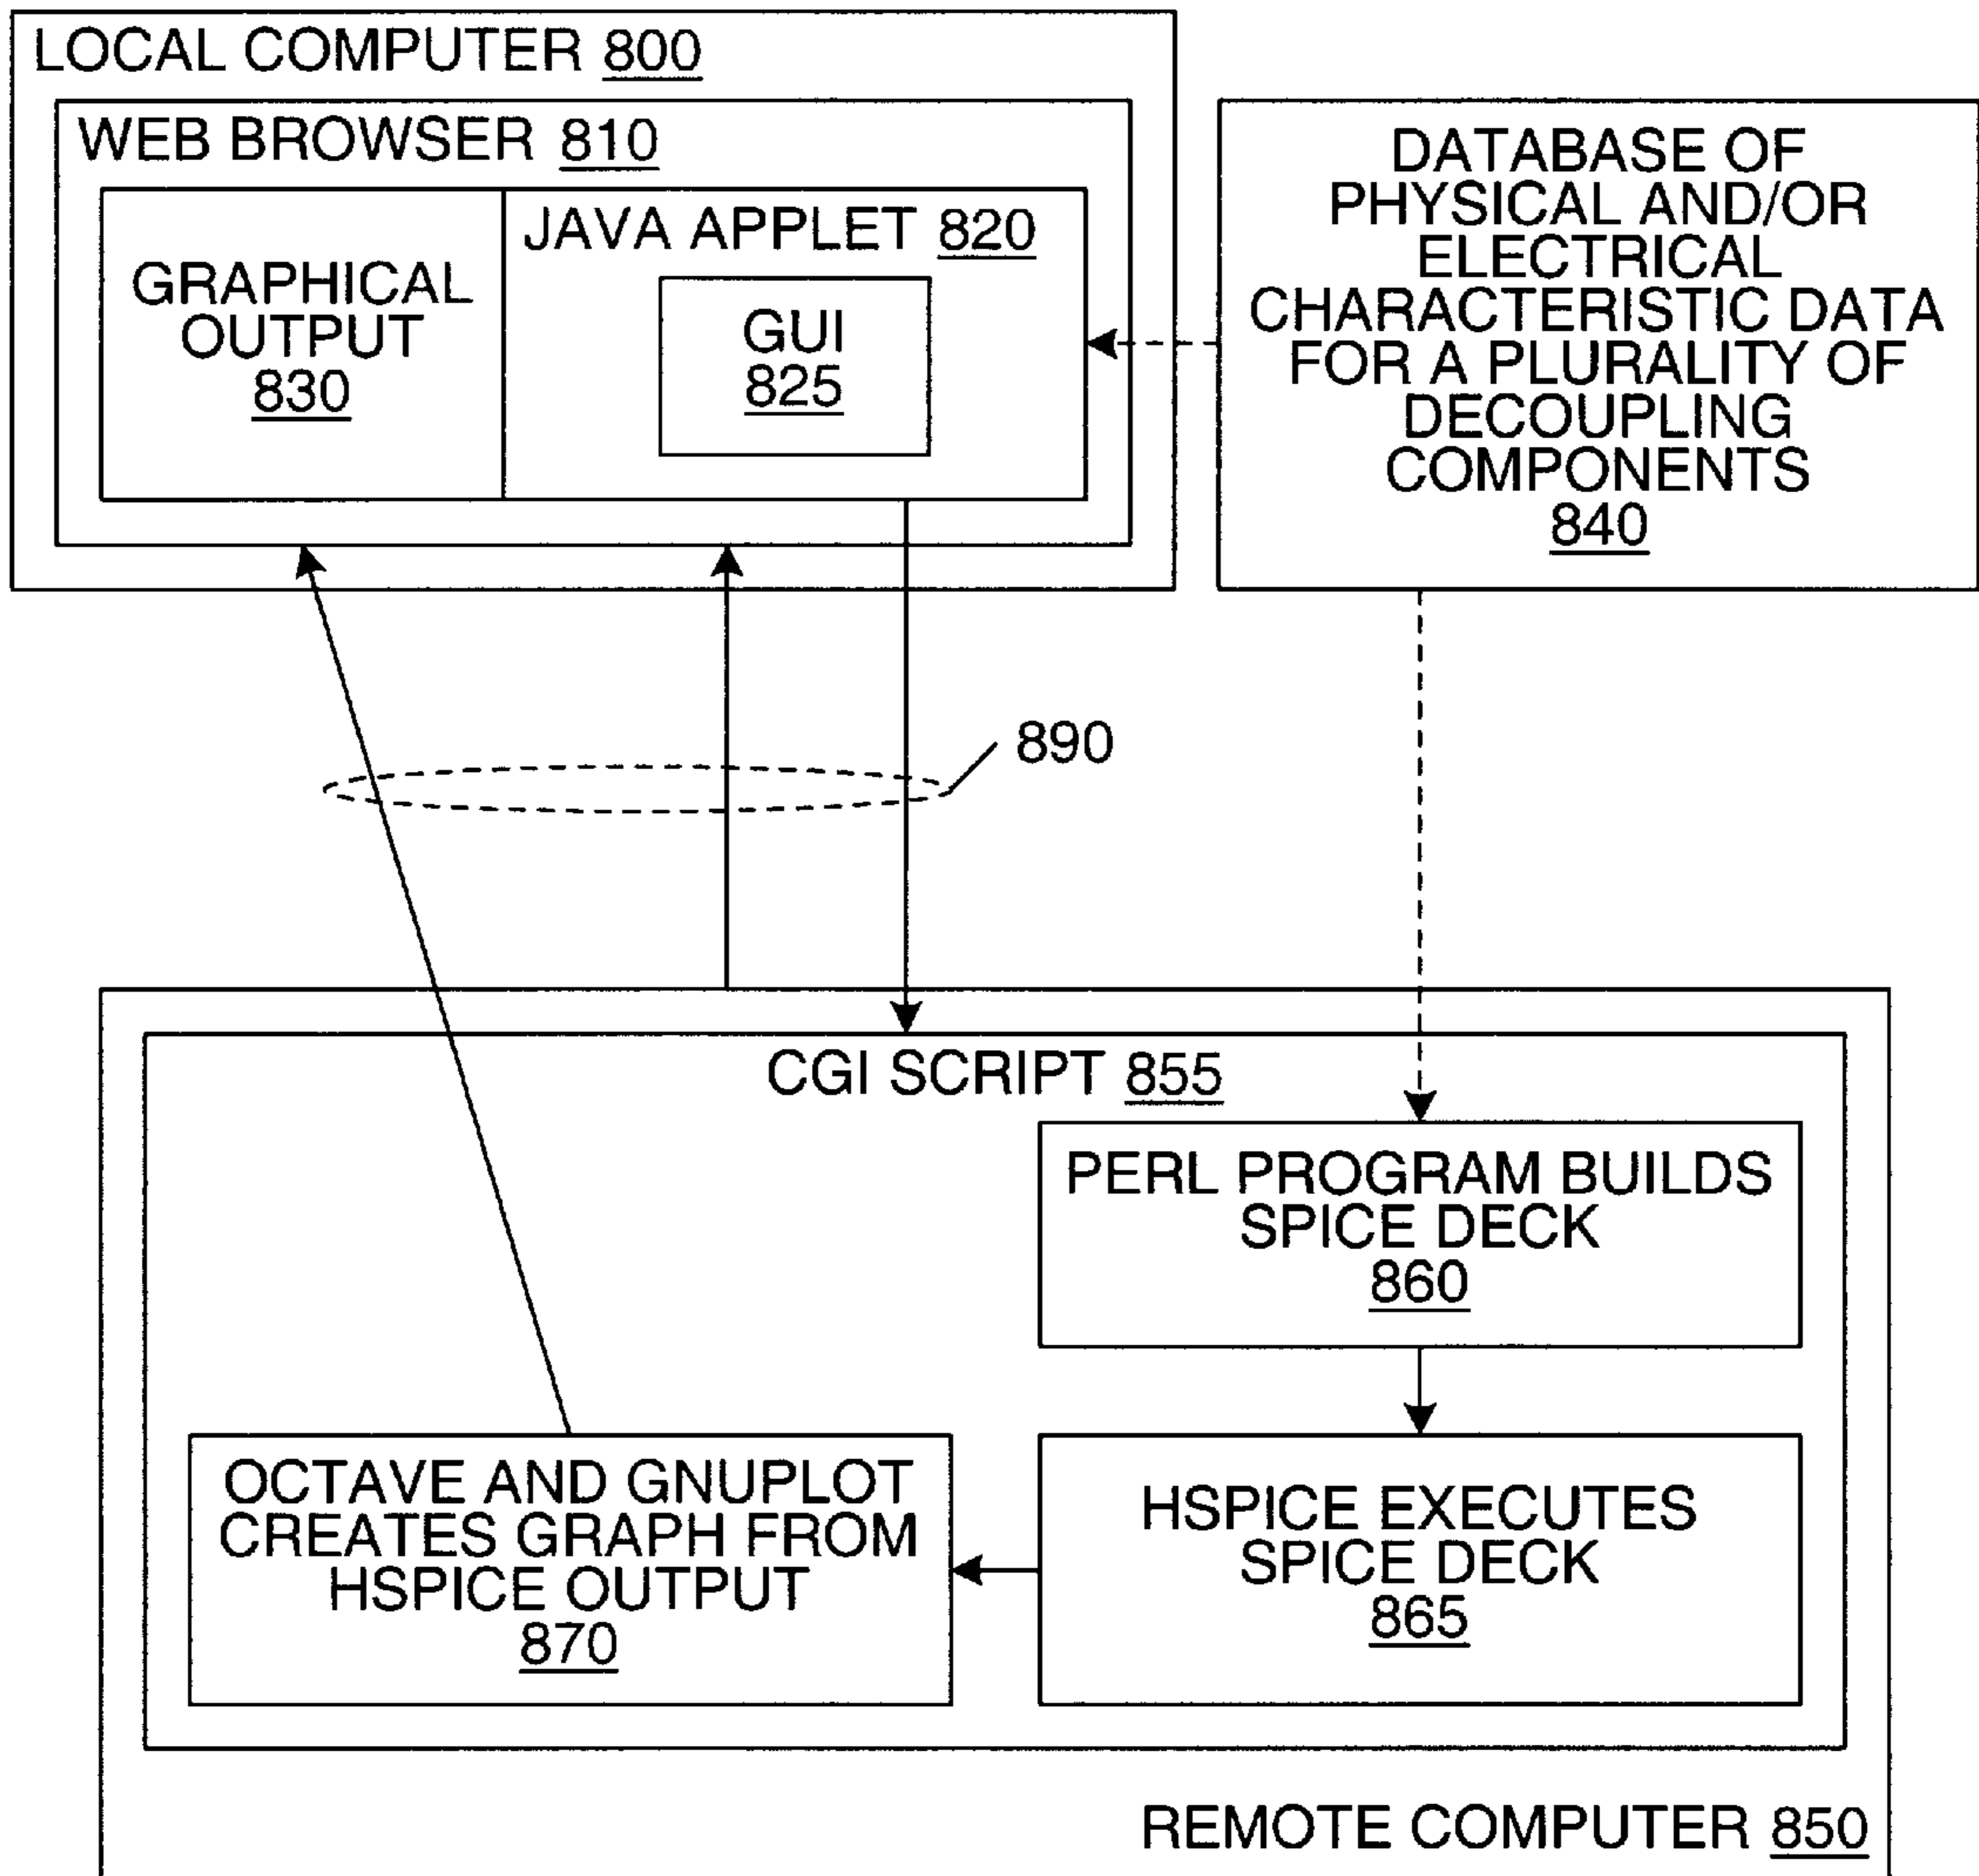 LOCAL COMPUTER 800
WEB BROWSER 810
GRAPHICAL
OUTPUT
830
JAVA APPLET 820
GUI
825
DATABASE OF
PHYSICAL AND/OR
ELECTRICAL
CHARACTERISTIC DATA
FOR A PLURALITY OF
DECOUPLING
COMPONENTS
840
890
CGI SCRIPT 855
PERL PROGRAM BUILDS
SPICE DECK
860
OCTAVE AND GNUPLOT
CREATES GRAPH FROM
HSPICE OUTPUT
870
HSPICE EXECUTES
SPICE DECK
865
REMOTE COMPUTER 850